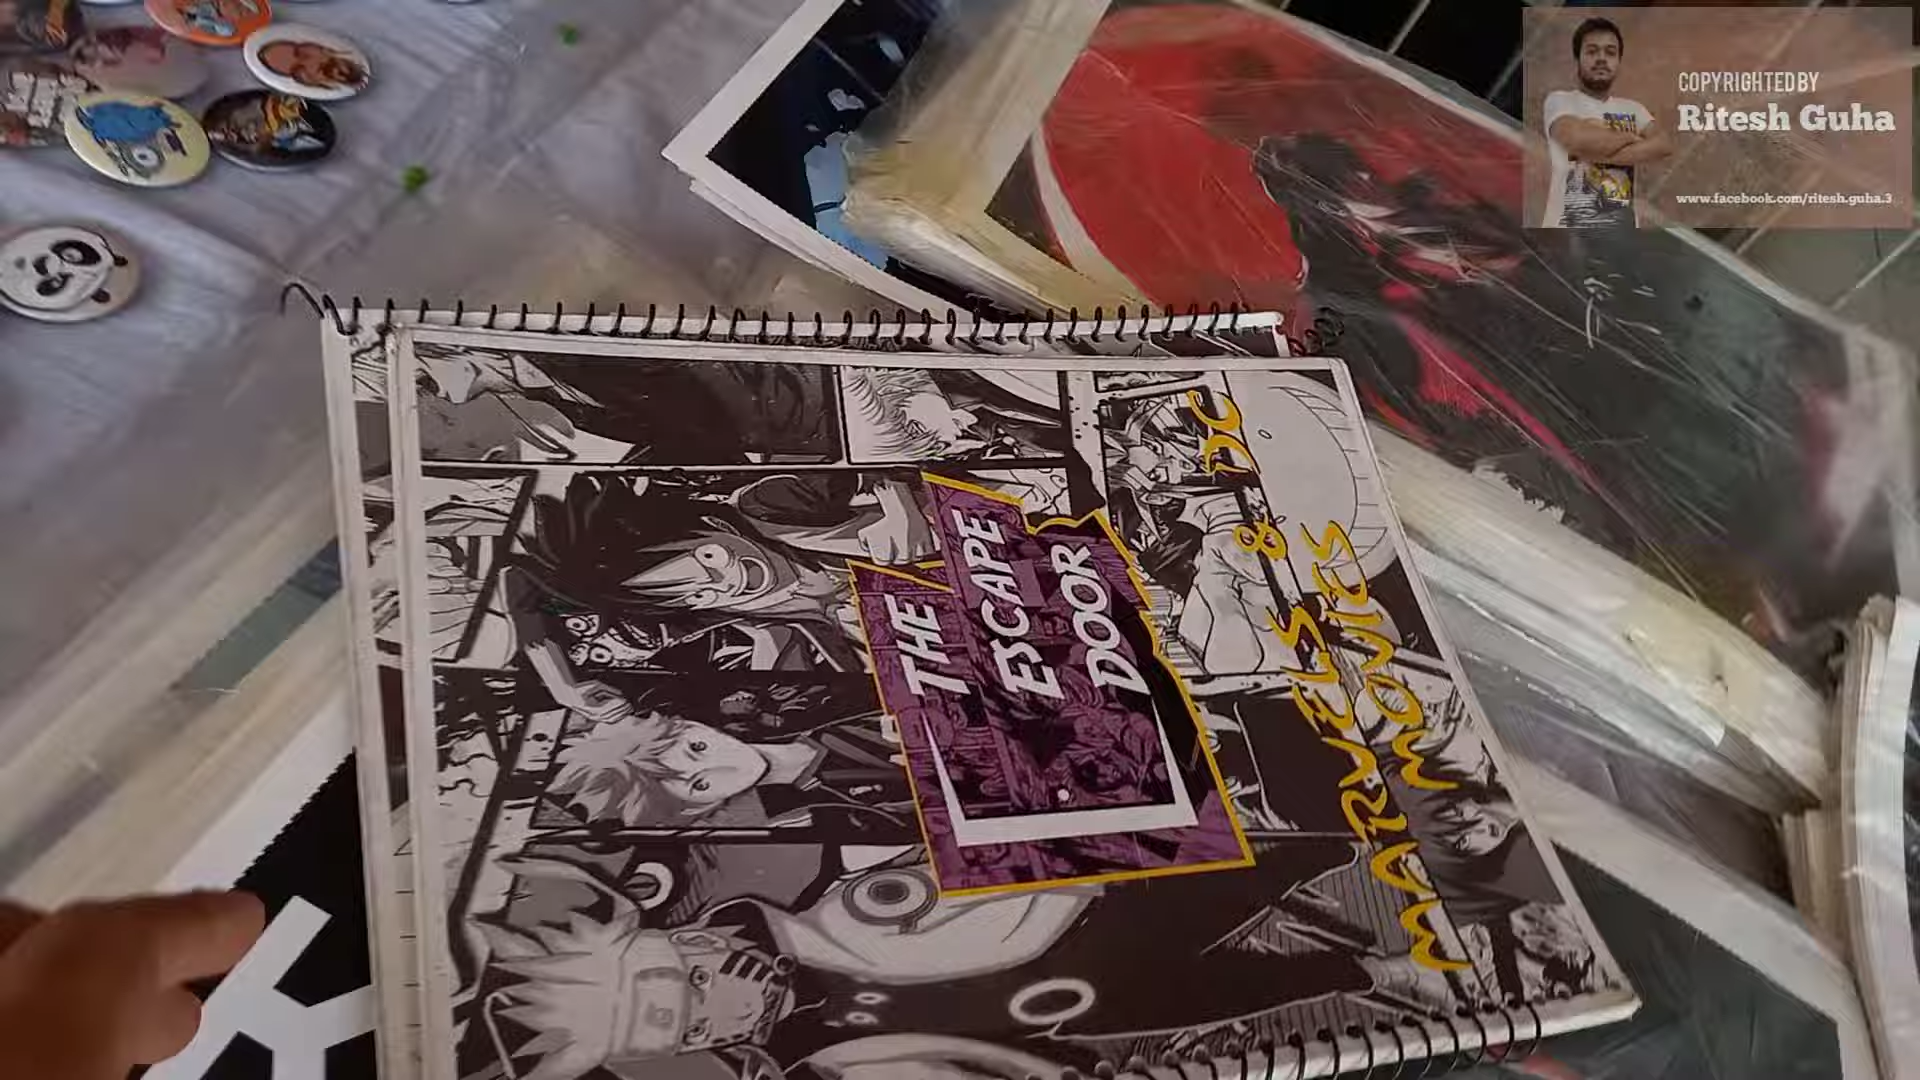 COPYRIGHTED BY
Ritesh Guha
www.facebook.com/ritesh.guha.3
THE
ESCAPE
DOOR
MARVELS & DC
MOVIES